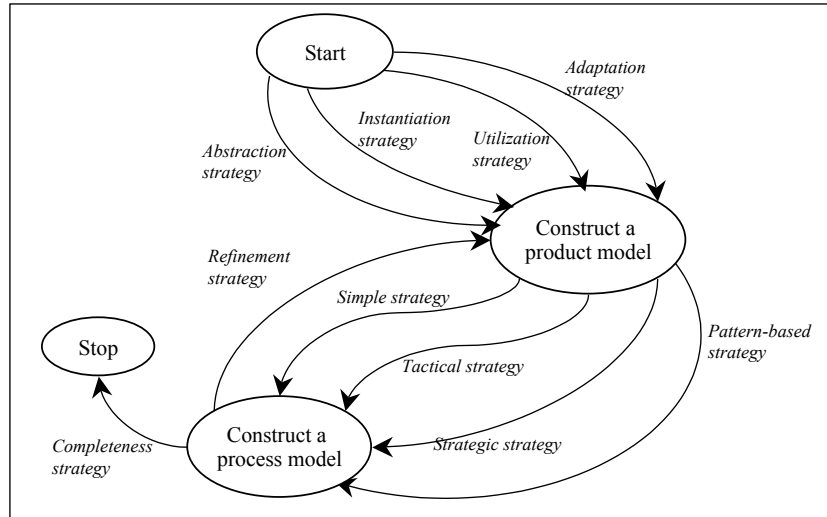 Start
Adaptation
strategy
Instantiation
strategy
Utilization
strategy
Abstraction
strategy
Construct a
product model
Refinement
strategy
Simple strategy
Stop
Pattern-based
strategy
Tactical strategy
Construct a
process model
Strategic strategy
Completeness
strategy